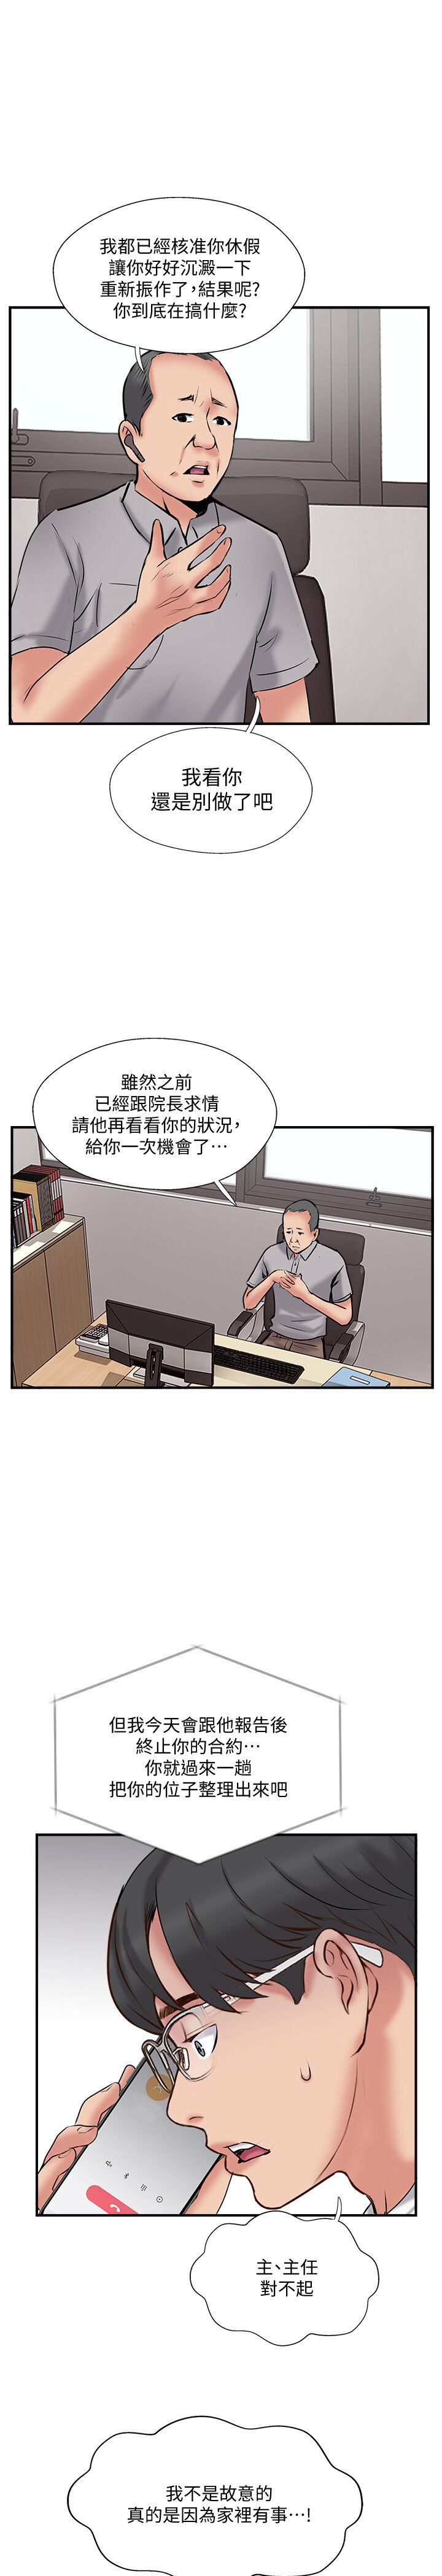 我都已經核准你休假
讓你好好沉澱一下
重新振作了，結果呢?
你到底在搞什麼?
我看你
還是別做了吧
雖然之前
已經跟院長求情
請他再看看你的狀況，
給你一次機會了…
但我今天會跟他報告後
終止你的合約…
你就過來一趟
把你的位子整理出來吧
主、主任
對不起
我不是故意的
真的是因為家裡有事…!